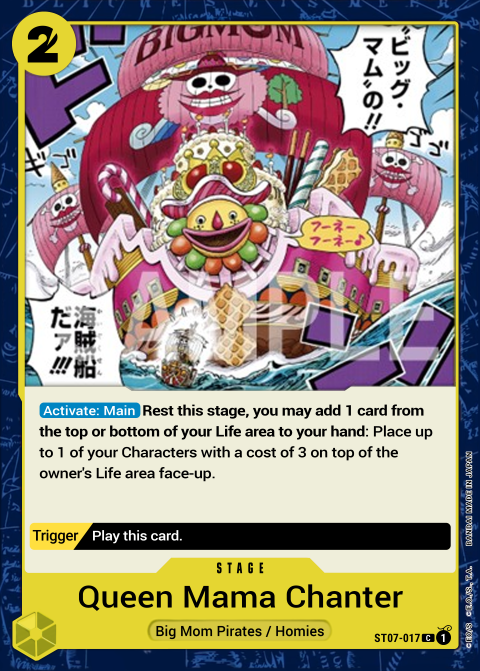 2
BIGMOM
“ビッグ・
マム”の!!
ゴゴ
フーネー
フーネー♪
SAMPLE
海賊船
だァ!!!
Activate: Main Rest this stage, you may add 1 card from
the top or bottom of your Life area to your hand: Place up
to 1 of your Characters with a cost of 3 on top of the
owner's Life area face-up.
Trigger Play this card.
STAGE
Queen Mama Chanter
Big Mom Pirates / Homies
ST07-017 C 1
©E.O/S ©E.O./S.,T.A. BANDAI MADE IN JAPAN